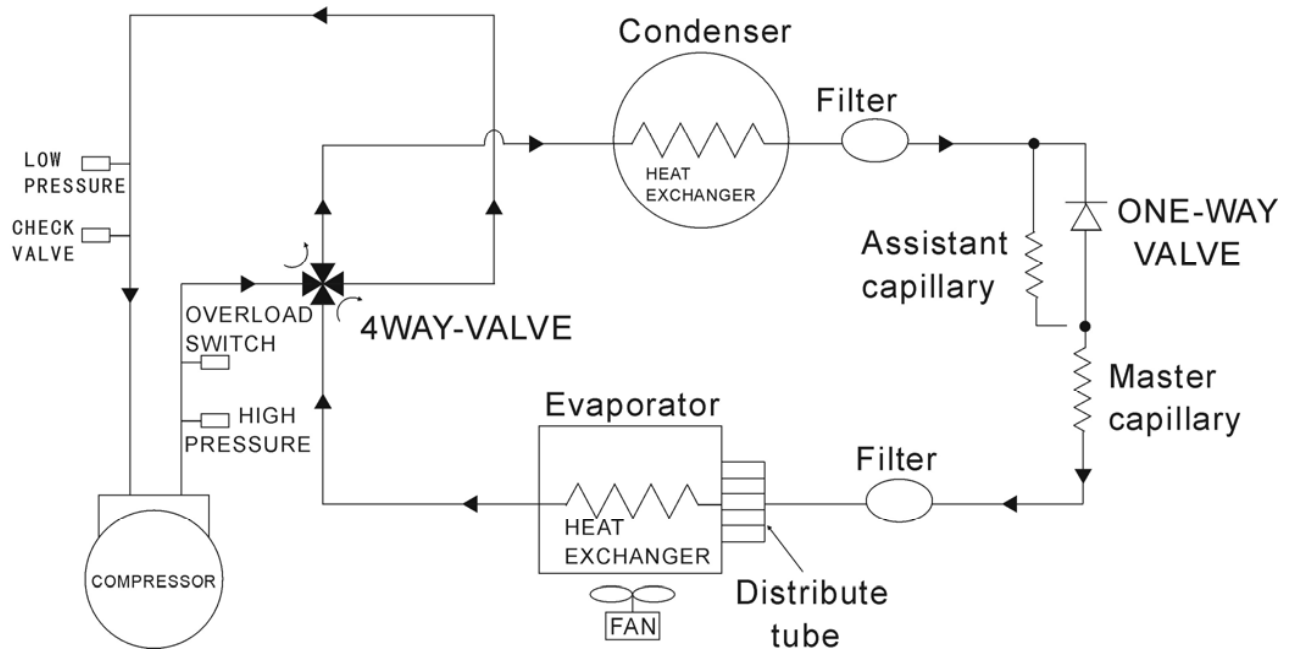 Condenser
Filter
HEAT
EXCHANGER
LOW
PRESSURE
CHECK
VALVE
ONE-WAY
VALVE
Assistant
capillary
OVERLOAD
SWITCH
4WAY-VALVE
HIGH
PRESSURE
Master
capillary
Evaporator
Filter
HEAT
EXCHANGER
COMPRESSOR
Distribute
tube
FAN